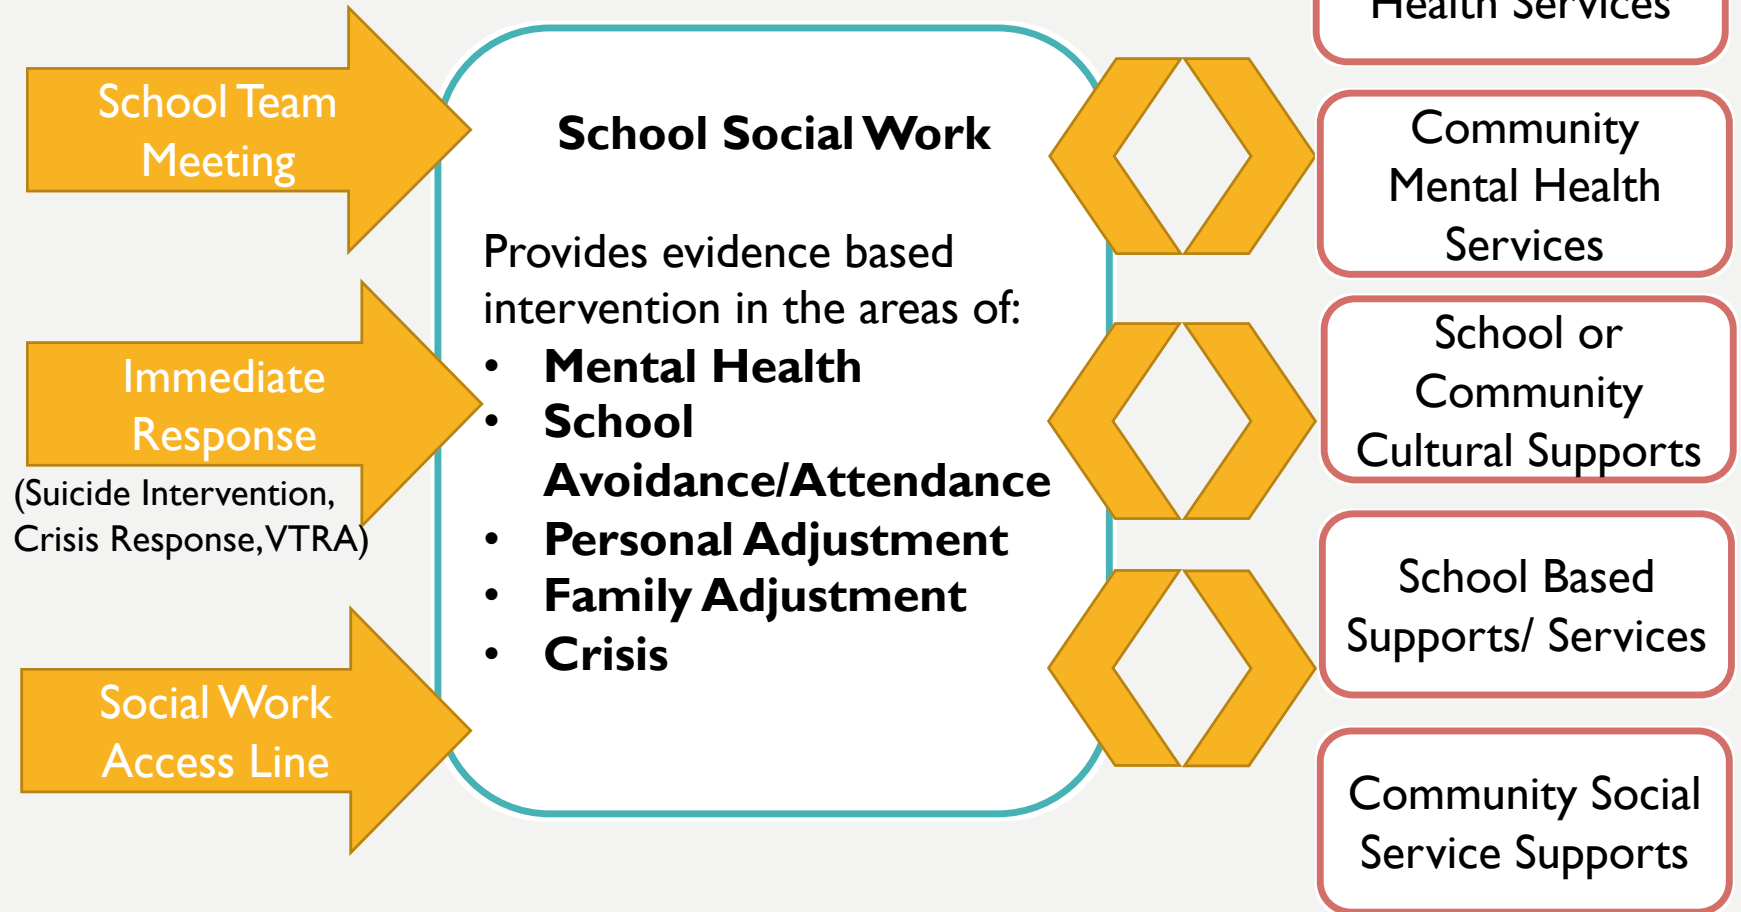 School Team
Meeting
Immediate
Response
(Suicide Intervention,
Crisis Response, VTRA)
Social Work
Access Line
School Social Work
Provides evidence based
intervention in the areas of:
• Mental Health
• School
Avoidance/Attendance
• Personal Adjustment
• Family Adjustment
• Crisis
Health Services
Community
Mental Health
Services
School or
Community
Cultural Supports
School Based
Supports/ Services
Community Social
Service Supports